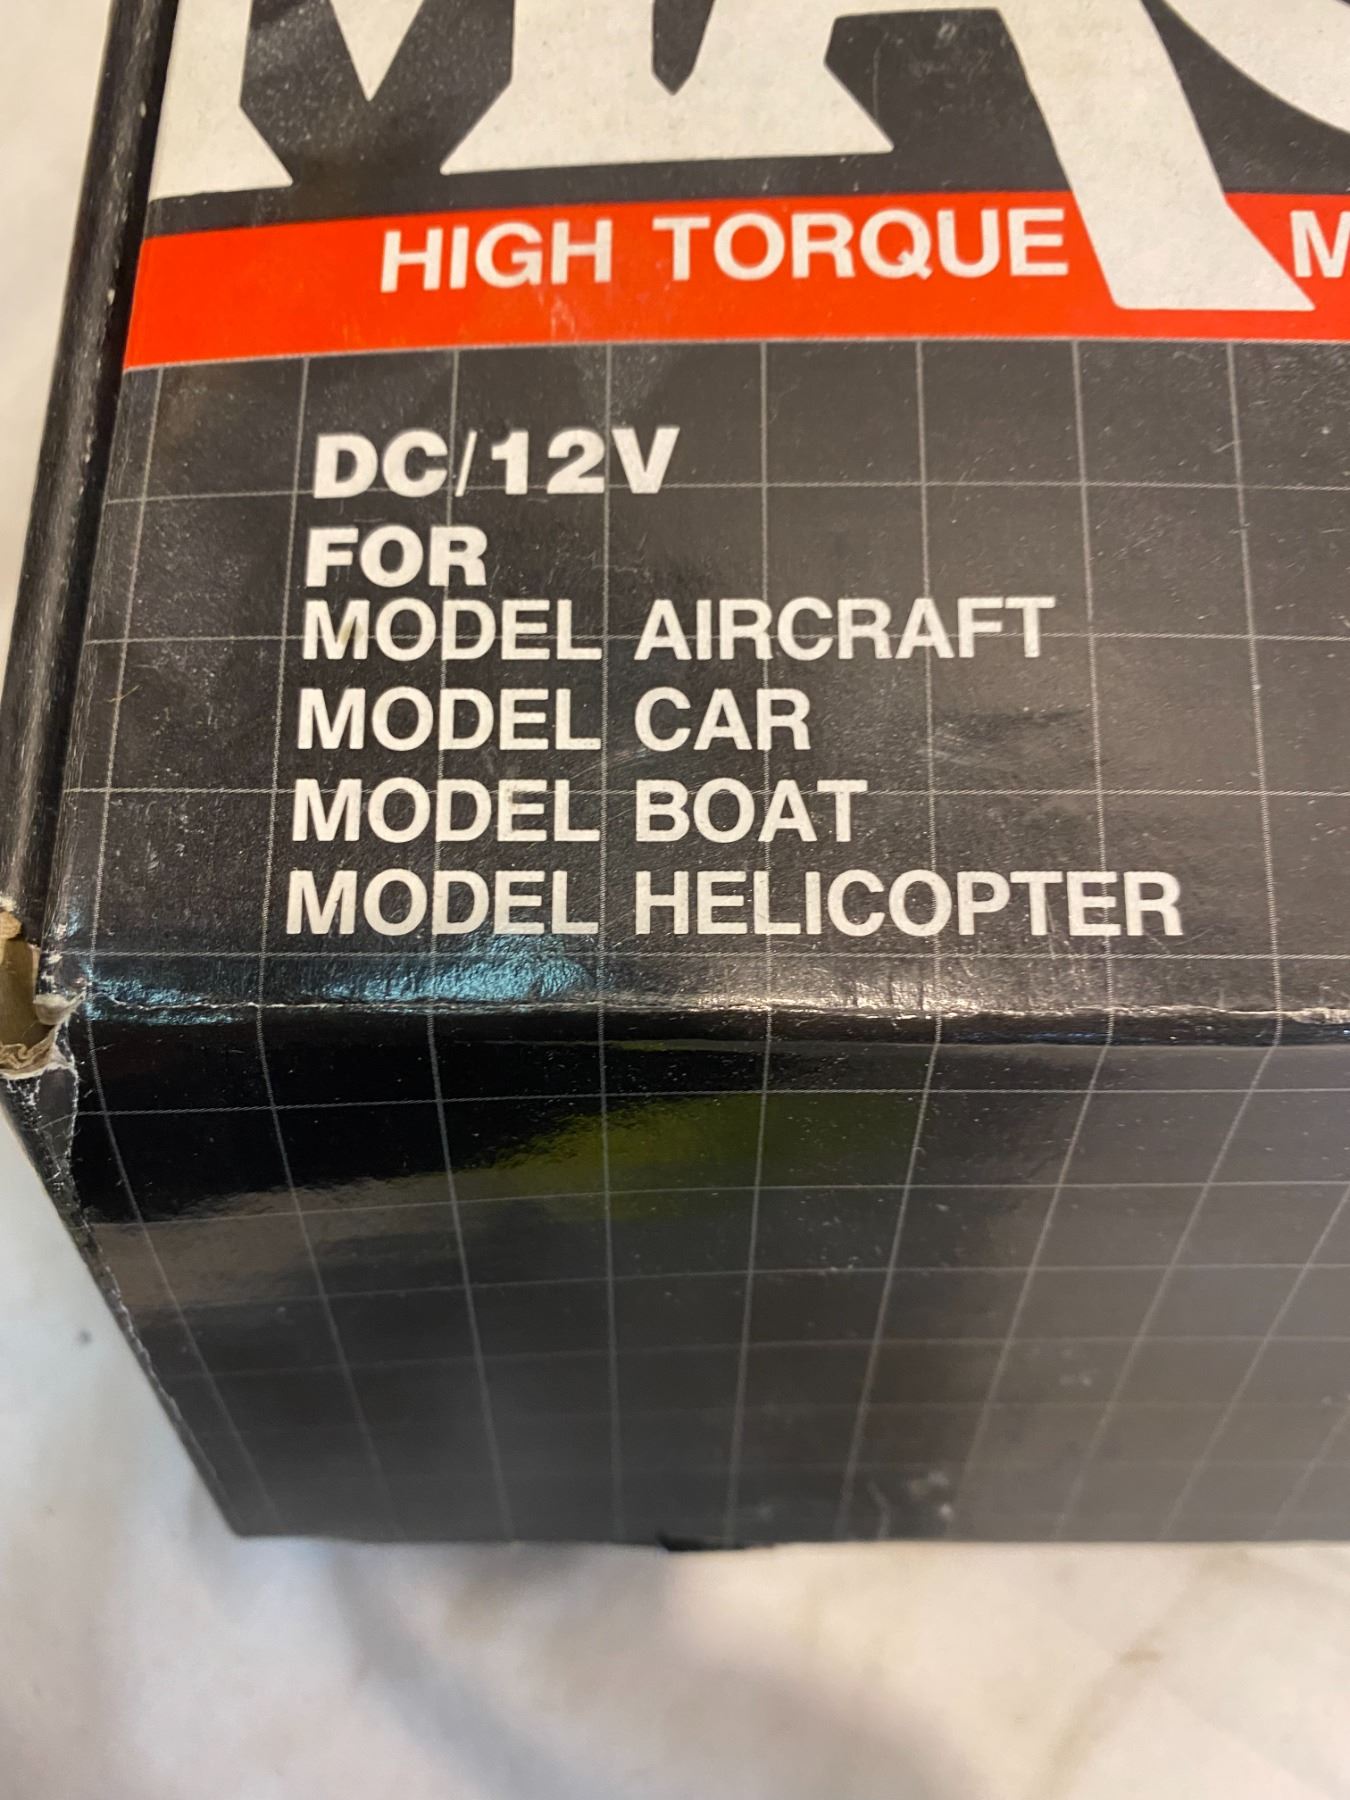 HIGH TORQUE
DC/12V
FOR
MODEL AIRCRAFT
MODEL CAR
MODEL BOAT
MODEL HELICOPTER